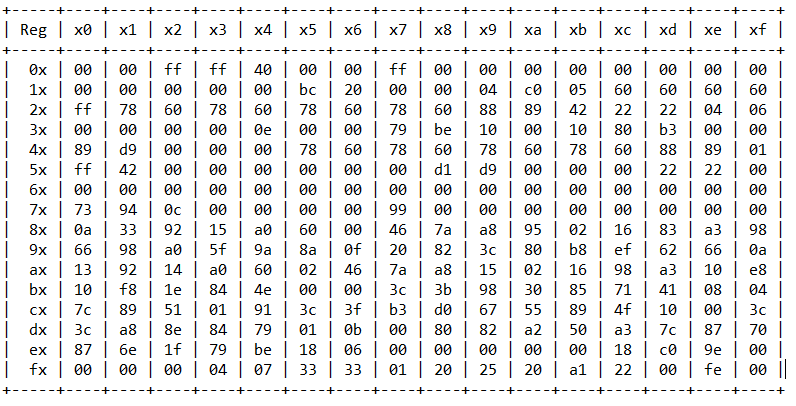 +-----+----+----+----+----+----+----+----+----+----+----+----+----+----+----+----+----+
| Reg | x0 | x1 | x2 | x3 | x4 | x5 | x6 | x7 | x8 | x9 | xa | xb | xc | xd | xe | xf |
+-----+----+----+----+----+----+----+----+----+----+----+----+----+----+----+----+----+
| 0x | 00 | 00 | ff | ff | 40 | 00 | 00 | ff | 00 | 00 | 00 | 00 | 00 | 00 | 00 | 00 |
| 1x | 00 | 00 | 00 | 00 | 00 | bc | 20 | 00 | 00 | 04 | c0 | 05 | 60 | 60 | 60 | 60 |
| 2x | ff | 78 | 60 | 78 | 60 | 78 | 60 | 78 | 60 | 88 | 89 | 42 | 22 | 22 | 04 | 06 |
| 3x | 00 | 00 | 00 | 00 | 0e | 00 | 00 | 79 | be | 10 | 00 | 10 | 80 | b3 | 00 | 00 |
| 4x | 89 | d9 | 00 | 00 | 00 | 78 | 60 | 78 | 60 | 78 | 60 | 78 | 60 | 88 | 89 | 01 |
| 5x | ff | 42 | 00 | 00 | 00 | 00 | 00 | 00 | d1 | d9 | 00 | 00 | 00 | 22 | 22 | 00 |
| 6x | 00 | 00 | 00 | 00 | 00 | 00 | 00 | 00 | 00 | 00 | 00 | 00 | 00 | 00 | 00 | 00 |
| 7x | 73 | 94 | 0c | 00 | 00 | 00 | 00 | 99 | 00 | 00 | 00 | 00 | 00 | 00 | 00 | 00 |
| 8x | 0a | 33 | 92 | 15 | a0 | 60 | 00 | 46 | 7a | a8 | 95 | 02 | 16 | 83 | a3 | 98 |
| 9x | 66 | 98 | a0 | 5f | 9a | 8a | 0f | 20 | 82 | 3c | 80 | b8 | ef | 62 | 66 | 0a |
| ax | 13 | 92 | 14 | a0 | 60 | 02 | 46 | 7a | a8 | 15 | 02 | 16 | 98 | a3 | 10 | e8 |
| bx | 10 | f8 | 1e | 84 | 4e | 00 | 00 | 3c | 3b | 98 | 30 | 85 | 71 | 41 | 08 | 04 |
| cx | 7c | 89 | 51 | 01 | 91 | 3c | 3f | b3 | d0 | 67 | 55 | 89 | 4f | 10 | 00 | 3c |
| dx | 3c | a8 | 8e | 84 | 79 | 01 | 0b | 00 | 80 | 82 | a2 | 50 | a3 | 7c | 87 | 70 |
| ex | 87 | 6e | 1f | 79 | be | 18 | 06 | 00 | 00 | 00 | 00 | 00 | 18 | c0 | 9e | 00 |
| fx | 00 | 00 | 00 | 04 | 07 | 33 | 33 | 01 | 20 | 25 | 20 | a1 | 22 | 00 | fe | 00 |
+-----+----+----+----+----+----+----+----+----+----+----+----+----+----+----+----+----+